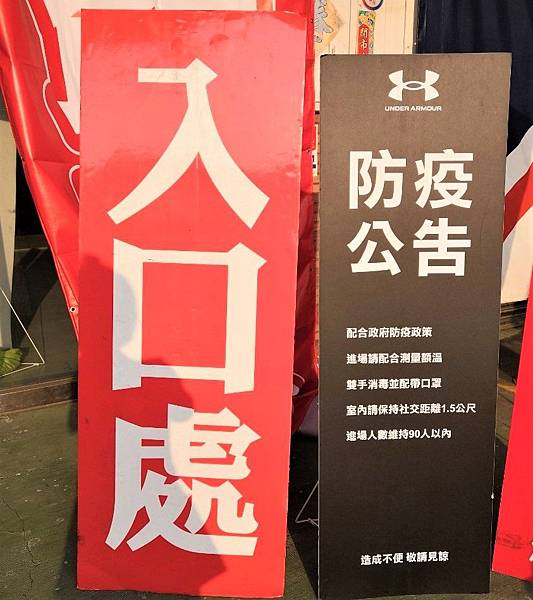 入口處
UNDER ARMOUR
防疫
公告
配合政府防疫政策
進場請配合測量額溫
雙手消毒並配帶口罩
室內請保持社交距離1.5公尺
進場人數維持90人以內
造成不便 敬請見諒